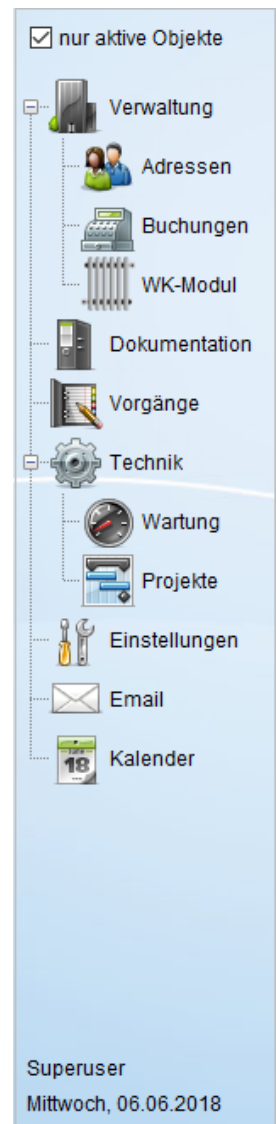 nur aktive Objekte
Verwaltung
Adressen
Buchungen
WK-Modul
Dokumentation
Vorgänge
Technik
Wartung
Projekte
Einstellungen
Email
18
Kalender
Superuser
Mittwoch, 06.06.2018